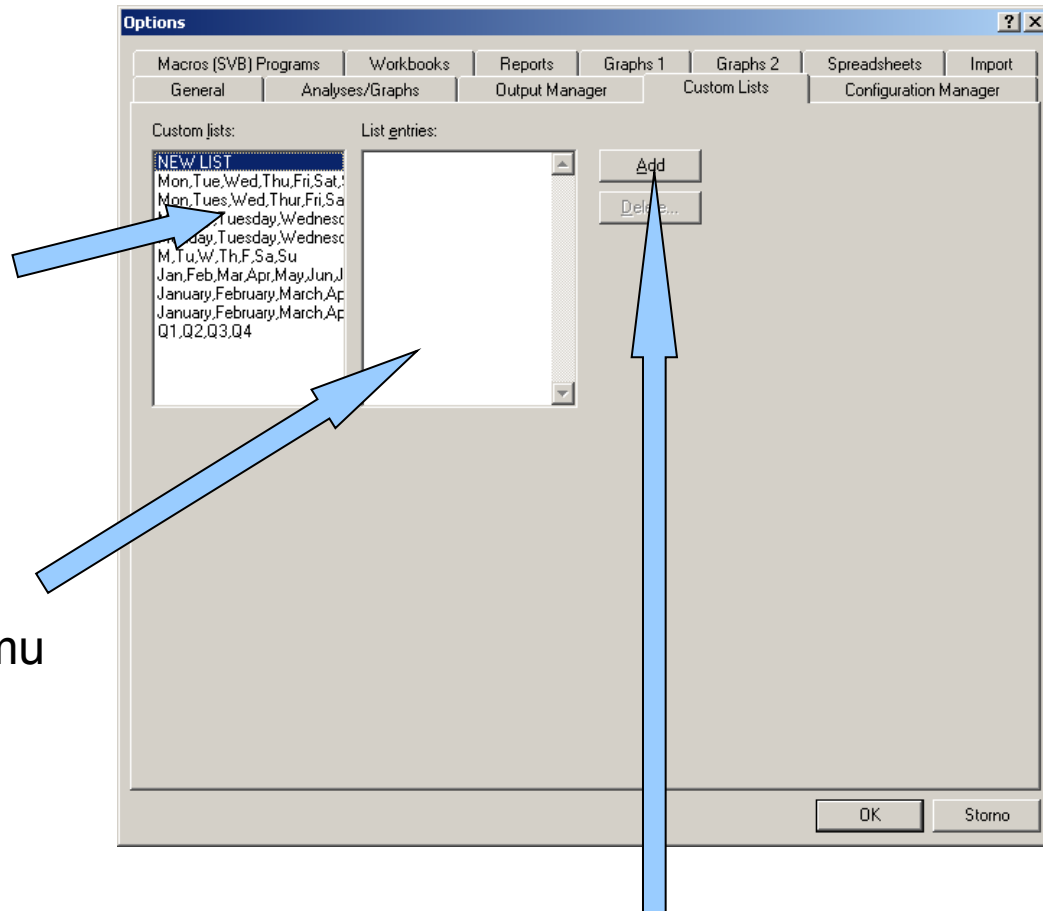 Options
Macros (SVB) Programs Workbooks Reports Graphs 1 Graphs 2 Spreadsheets Import
General Analyses/Graphs Output Manager Custom Lists Configuration Manager
Custom lists: List entries:
NEW LIST Add
Mon,Tue,Wed,Thu,Fri,Sat,
Mon,Tues,Wed,Thur,Fri,Sa Delete...
Tuesday,Wednesd
Tuesday,Wednesd
M,Tu,W,Th,F,Sa,Su
Jan,Feb,Mar,Apr,May,Jun,J
January,February,March,Ap
January,February,March,Ap
Q1,Q2,Q3,Q4
mu
OK Storno